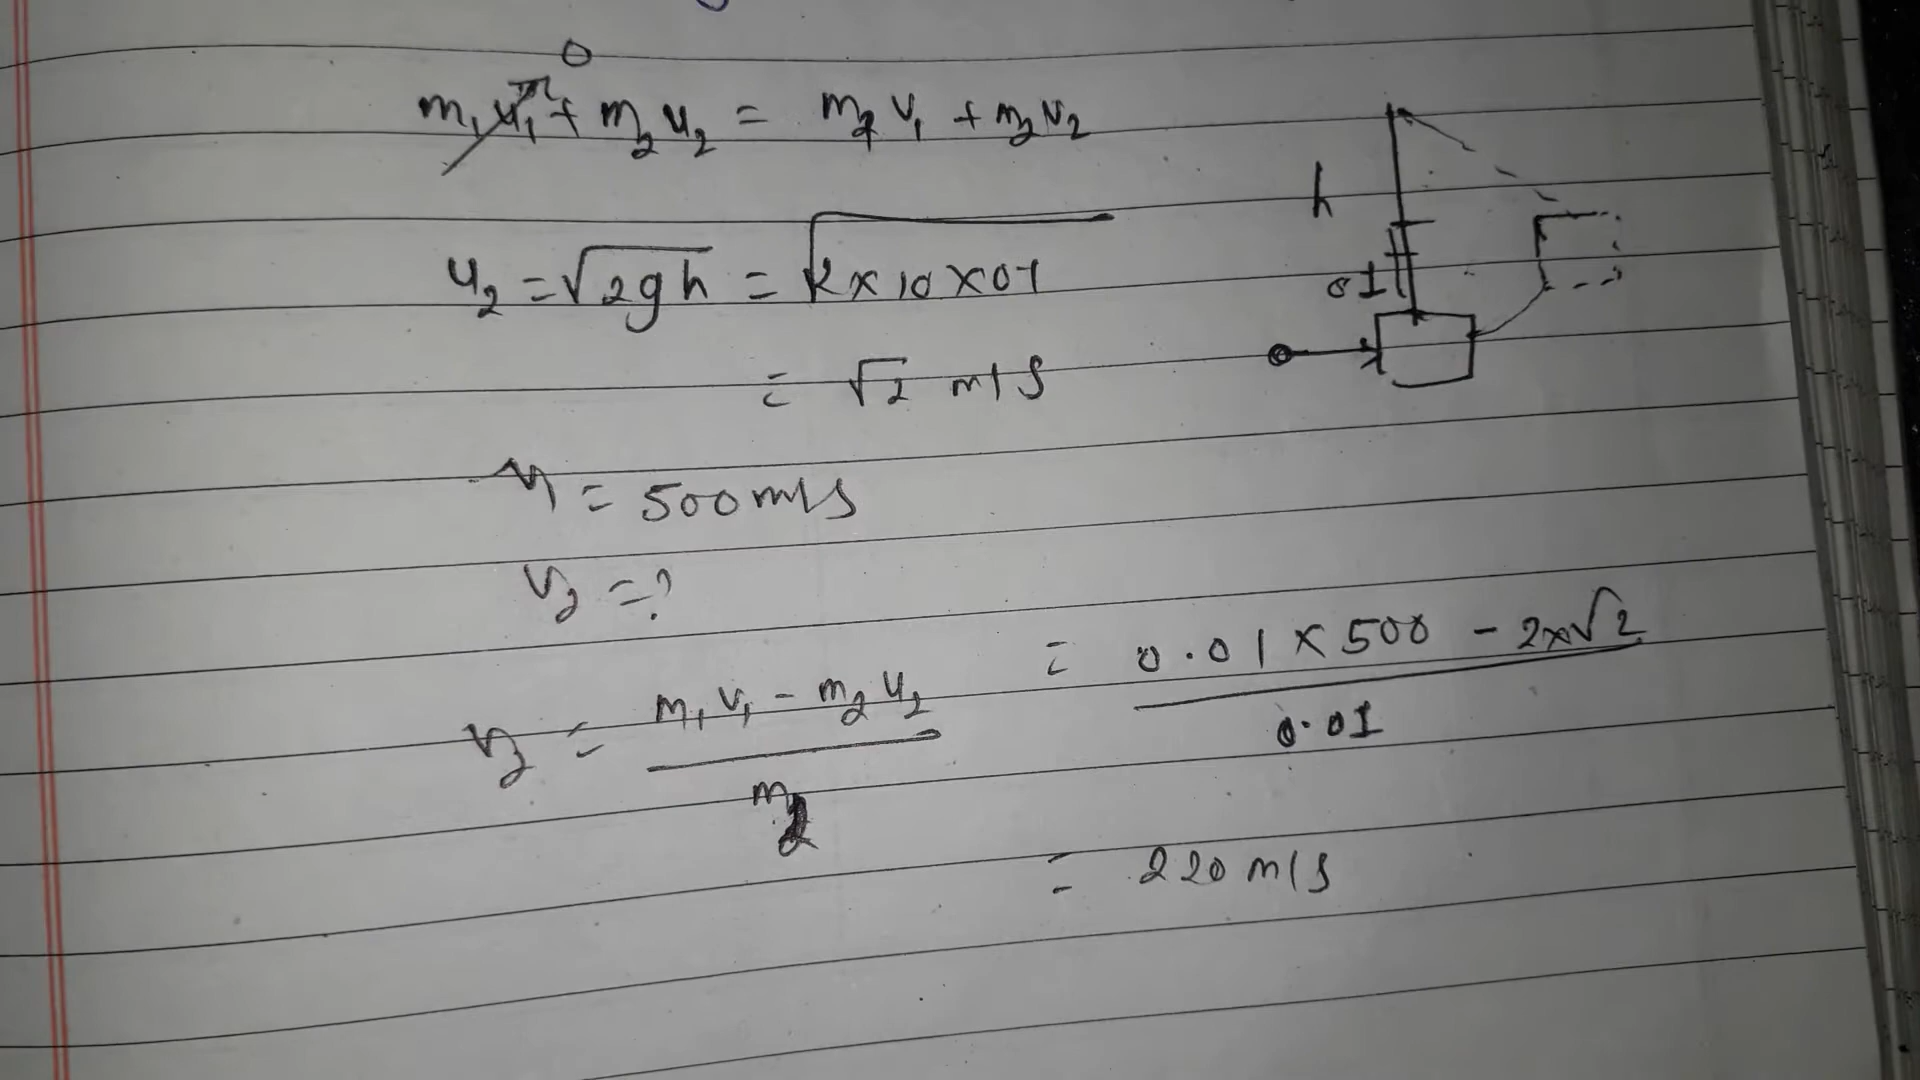 0
m₁u₁ + m₂u₂ = m₁v₁ + m₂v₂
h
u₂ = √2gh = √2×10×0.1
0.1
= √2 m/s
v₁ = 500 m/s
v₂ = ?
v₂ = m₁v₁ - m₂u₂ / m₂ = 0.01 × 500 - 2×√2 / 0.01
= 220 m/s